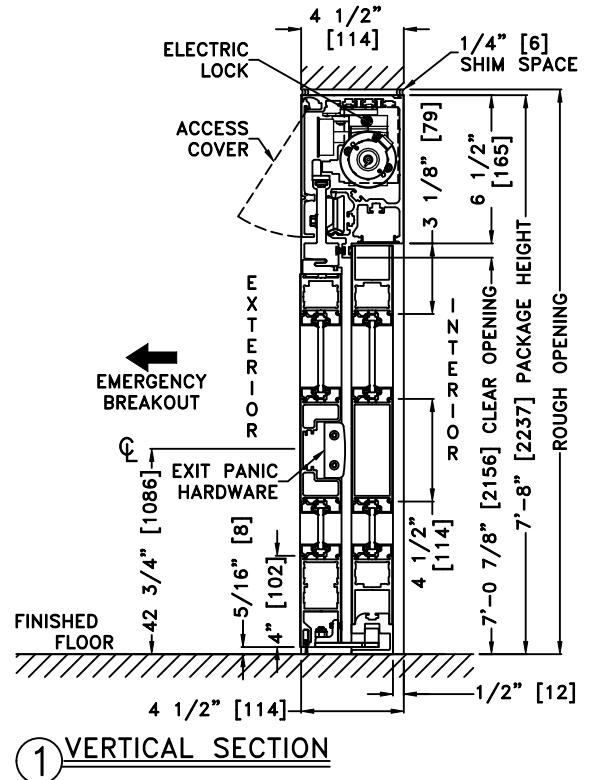 4 1/2”
[114]
ELECTRIC
LOCK
1/4” [6]
SHIM SPACE
ACCESS
COVER
3 1/8” [79]
6 1/2”
[165]
EXTERIOR
INTERIOR
EMERGENCY
BREAKOUT
7’-0 7/8” [2156] CLEAR OPENING
7’-8” [2237] PACKAGE HEIGHT
ROUGH OPENING
℄
EXIT PANIC
HARDWARE
42 3/4” [1086]
5/16” [8]
4”
[102]
4 1/2”
[114]
FINISHED
FLOOR
4 1/2” [114]
1/2” [12]
1 VERTICAL SECTION